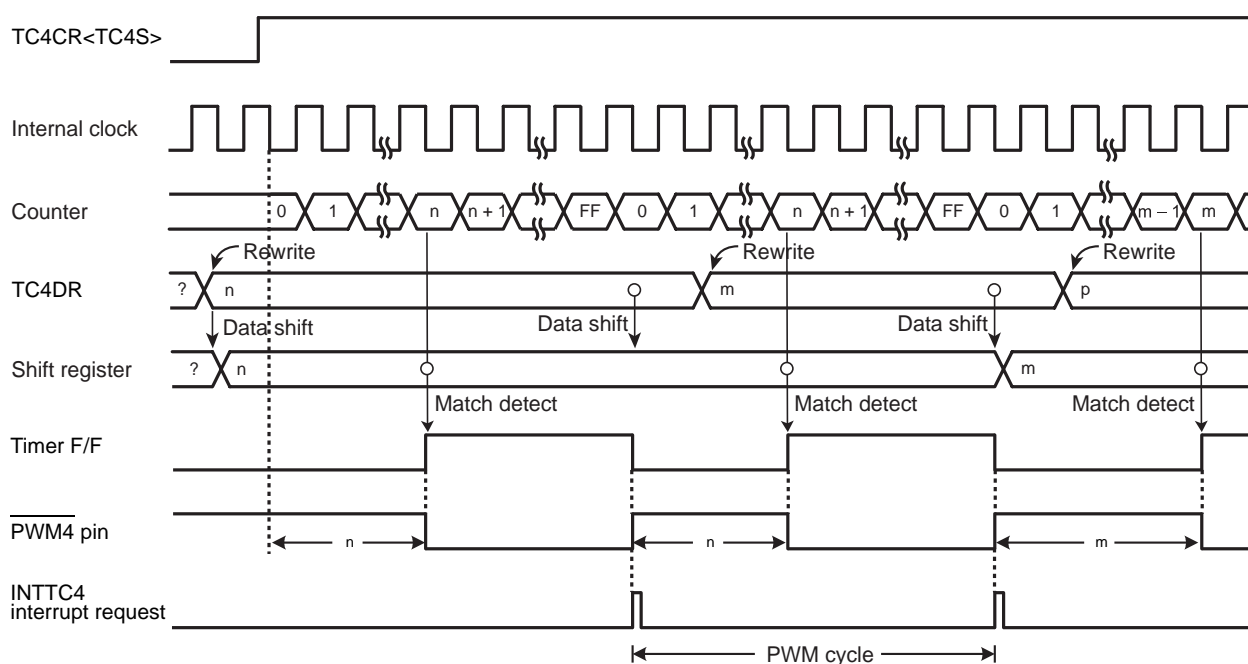 TC4CR<TC4S>
Internal clock
Counter
0 1 n n + 1 FF 0 1 n n + 1 FF 0 1 m – 1 m
Rewrite Rewrite Rewrite
TC4DR
? n m p
Data shift Data shift Data shift
Shift register
? n m
Match detect Match detect Match detect
Timer F/F
PWM4 pin
n n m
INTTC4
interrupt request
PWM cycle